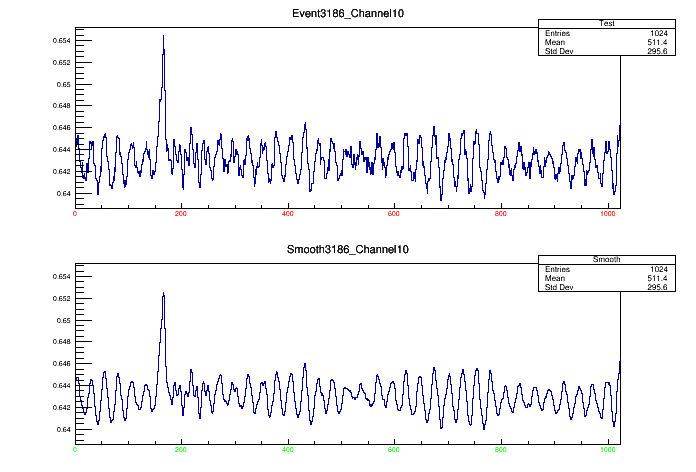 Event3186_Channel10
Test
Entries 1024
Mean 511.4
Std Dev 295.6
0.654
0.652
0.65
0.648
0.646
0.644
0.642
0.64
0 200 400 600 800 1000
Smooth3186_Channel10
Smooth
Entries 1024
Mean 511.4
Std Dev 295.6
0.654
0.652
0.65
0.648
0.646
0.644
0.642
0.64
0 200 400 600 800 1000